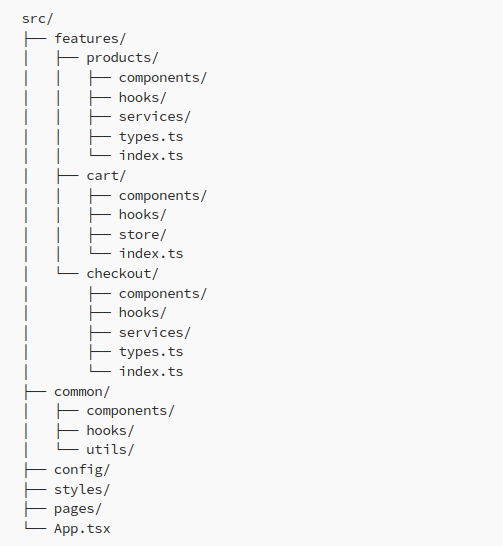 src/
├── features/
│   ├── products/
│   │   ├── components/
│   │   ├── hooks/
│   │   ├── services/
│   │   ├── types.ts
│   │   └── index.ts
│   ├── cart/
│   │   ├── components/
│   │   ├── hooks/
│   │   ├── store/
│   │   └── index.ts
│   └── checkout/
│       ├── components/
│       ├── hooks/
│       ├── services/
│       ├── types.ts
│       └── index.ts
├── common/
│   ├── components/
│   ├── hooks/
│   └── utils/
├── config/
├── styles/
├── pages/
└── App.tsx